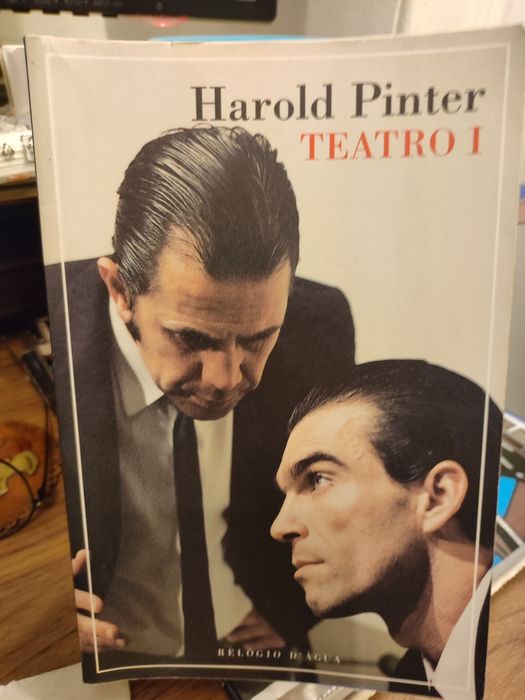 Harold Pinter
TEATRO I
RELÓGIO D'ÁGUA